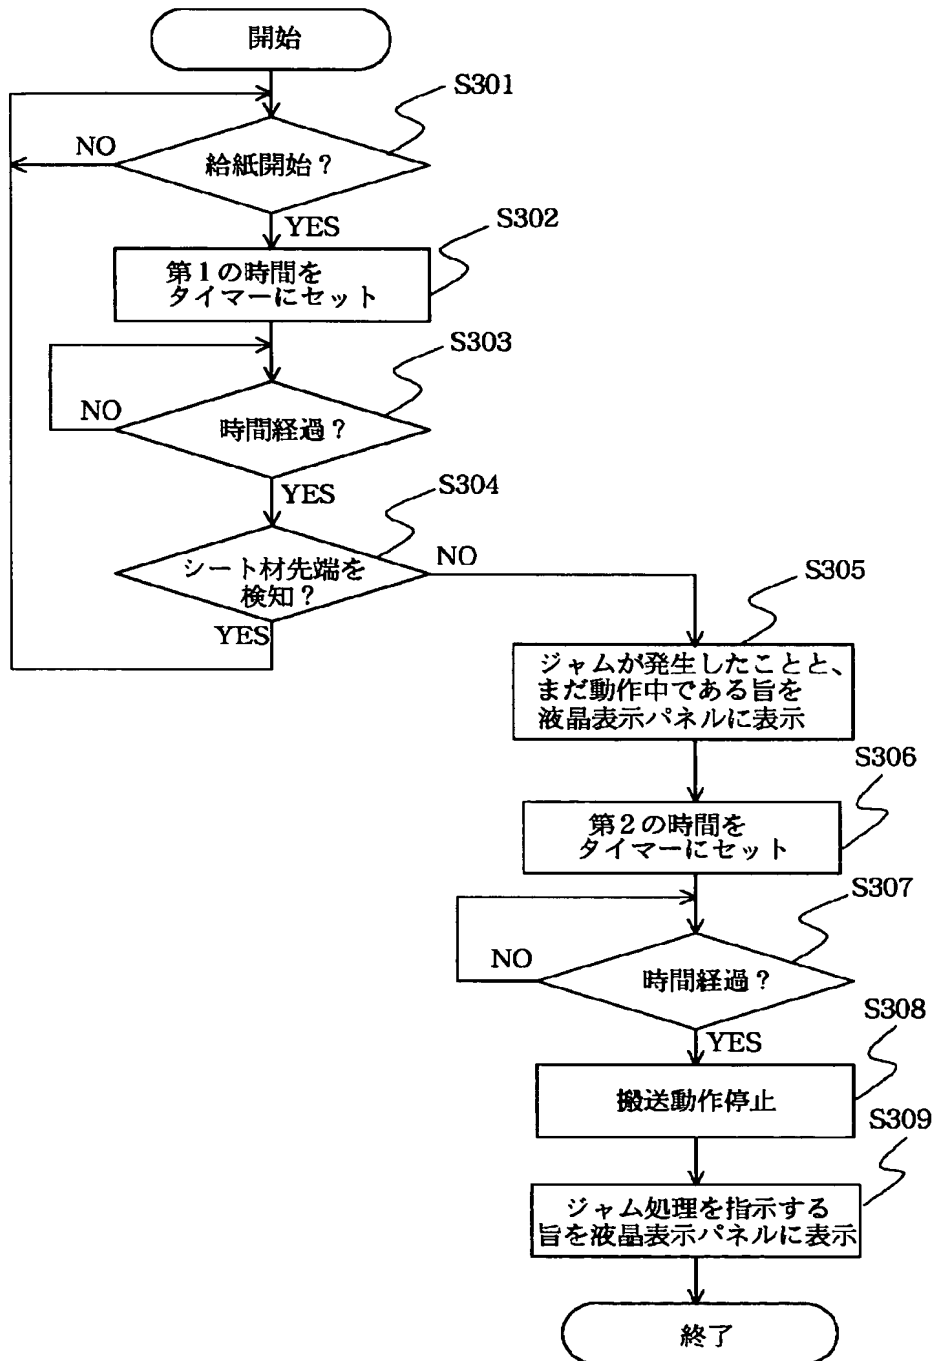 開始
S301
NO
給紙開始？
YES
S302
第１の時間を
タイマーにセット
S303
NO
時間経過？
YES
S304
シート材先端を
検知？
NO
YES
S305
ジャムが発生したことと、
まだ動作中である旨を
液晶表示パネルに表示
S306
第２の時間を
タイマーにセット
S307
NO
時間経過？
YES
S308
搬送動作停止
S309
ジャム処理を指示する
旨を液晶表示パネルに表示
終了